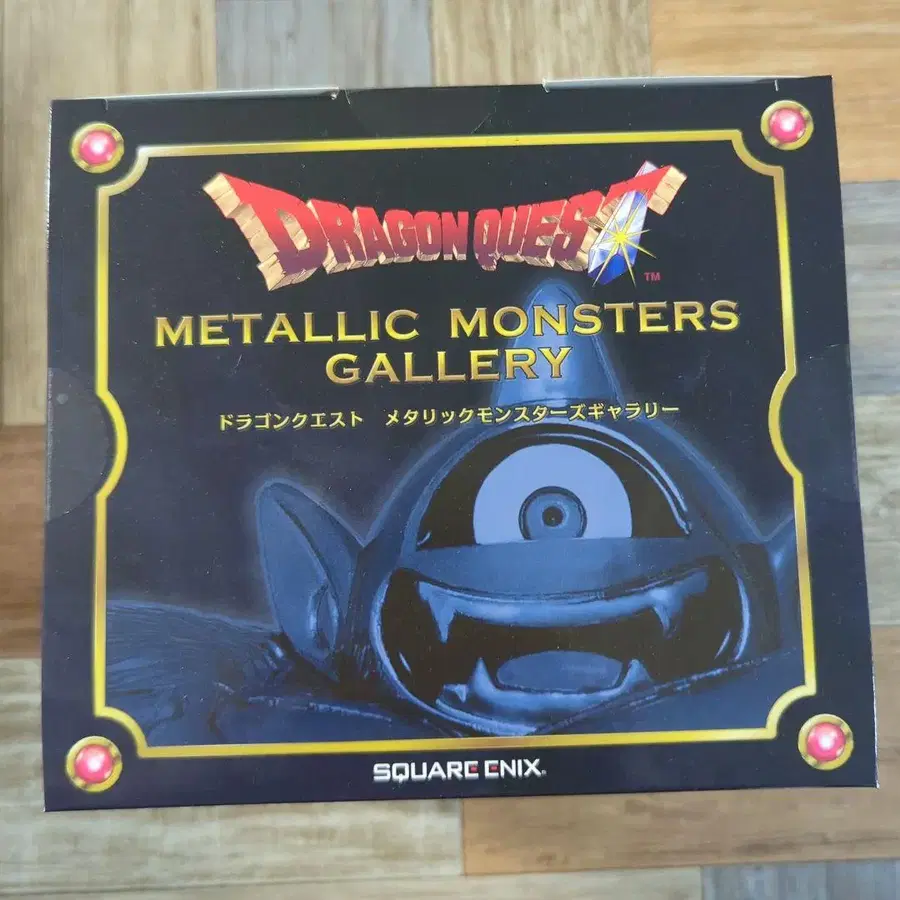 DRAGON QUEST
TM
METALLIC MONSTERS
GALLERY
ドラゴンクエスト メタリックモンスターズギャラリー
SQUARE ENIX®